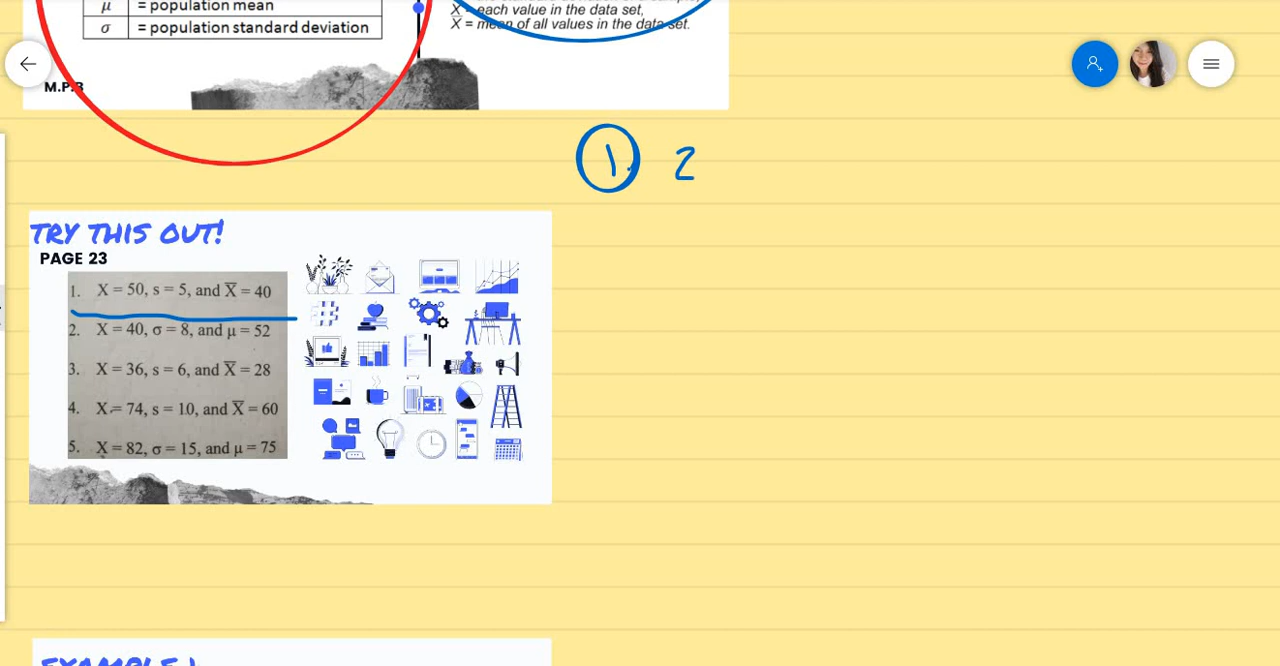 μ = population mean
σ = population standard deviation
X = each value in the data set,
X̅ = mean of all values in the data set.
M.P.B
1. 2
TRY THIS OUT!
PAGE 23
1. X = 50, s = 5, and X̅ = 40
2. X = 40, σ = 8, and μ = 52
3. X = 36, s = 6, and X̅ = 28
4. X = 74, s = 10, and X̅ = 60
5. X = 82, σ = 15, and μ = 75
EXAMPLE 1